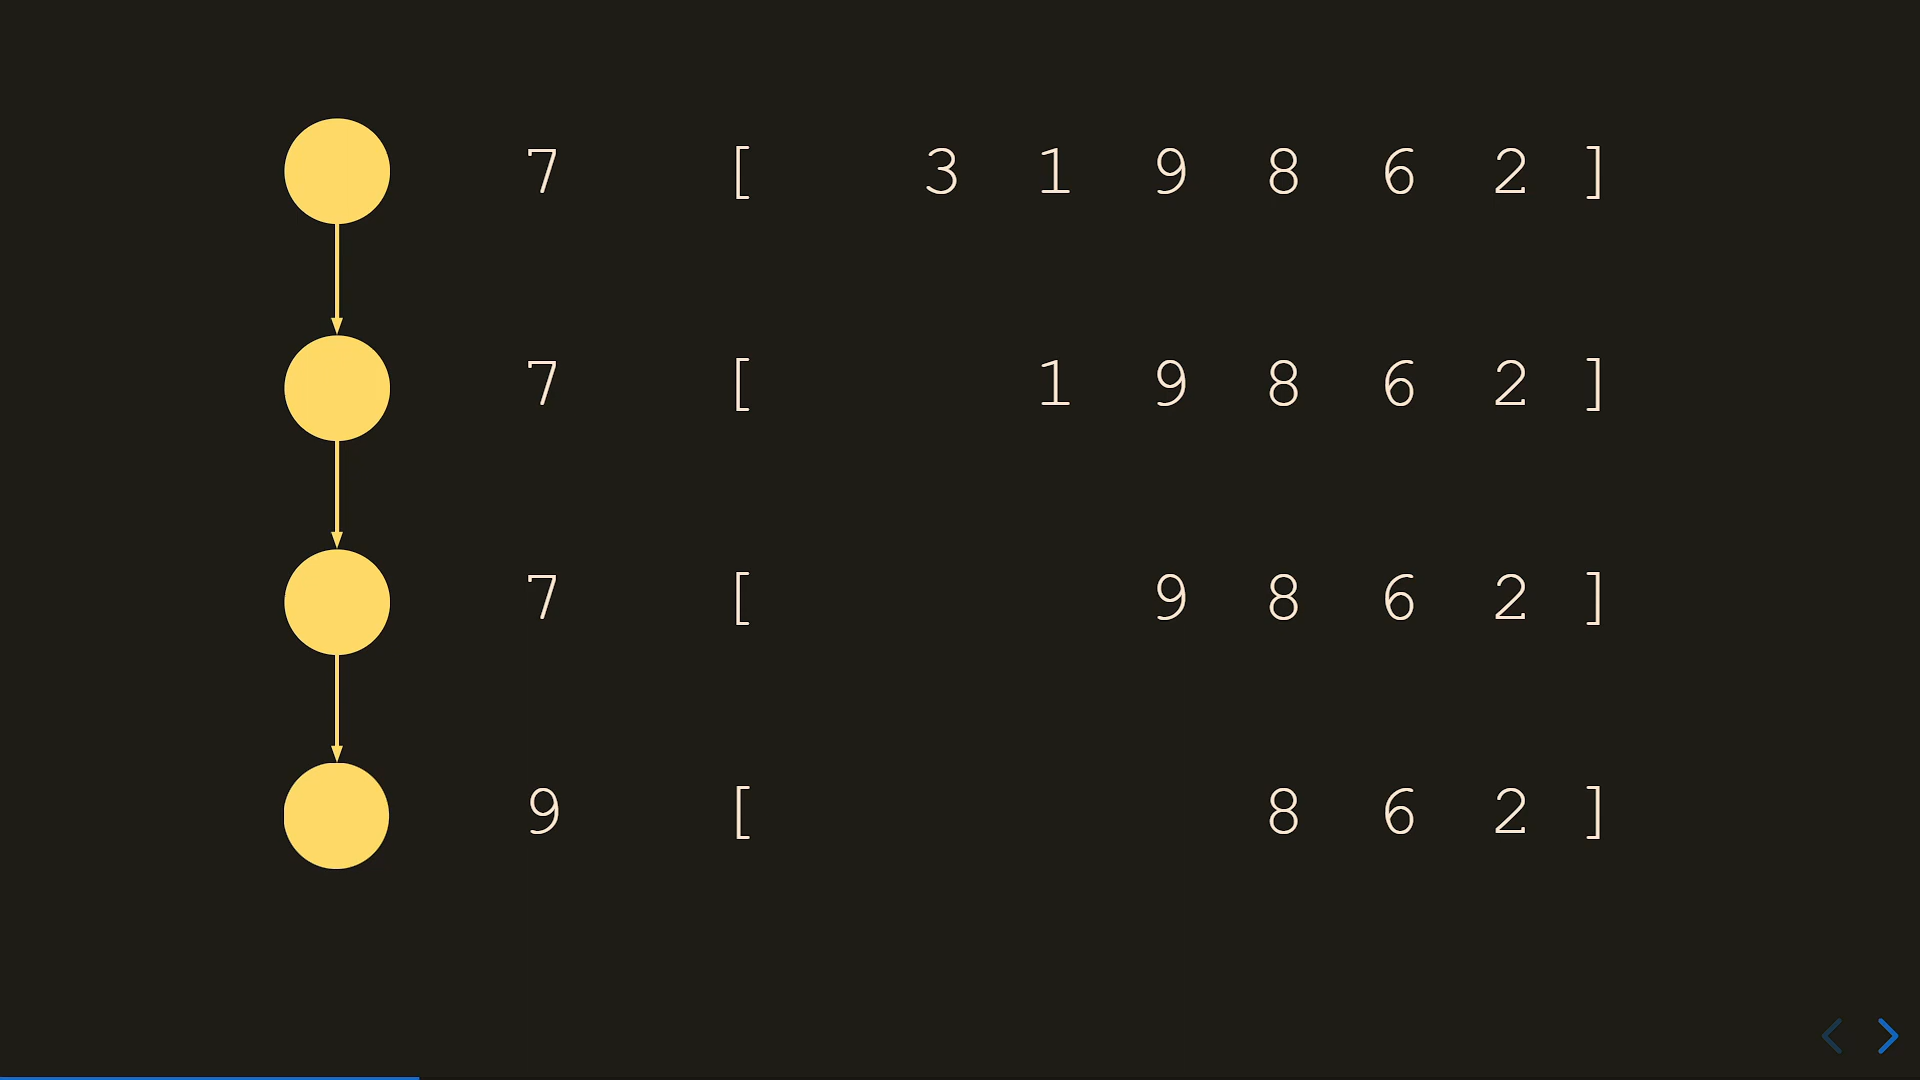 7 [ 3 1 9 8 6 2 ]
7 [ 1 9 8 6 2 ]
7 [ 9 8 6 2 ]
9 [ 8 6 2 ]